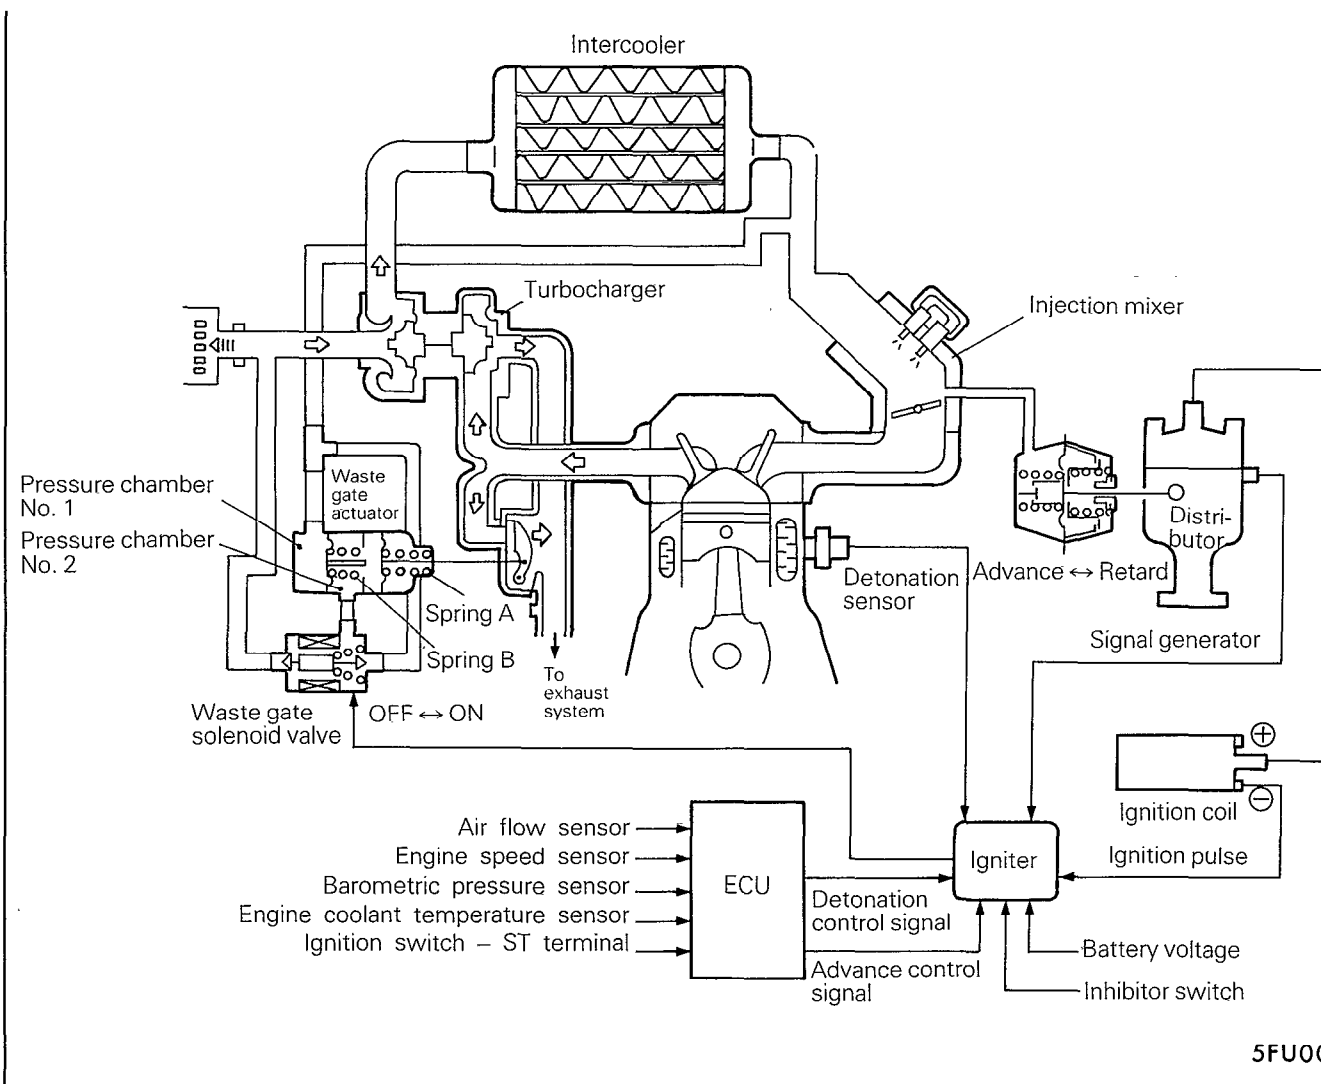 Intercooler
Turbocharger
Injection mixer
Pressure chamber
No. 1
Waste
gate
actuator
Pressure chamber
No. 2
Distri-
butor
Detonation
sensor
Advance ↔ Retard
Spring A
Signal generator
Spring B
To
exhaust
system
Waste gate
solenoid valve
OFF ↔ ON
⊕
⊖
Ignition coil
Air flow sensor
Engine speed sensor
Barometric pressure sensor
Engine coolant temperature sensor
Ignition switch – ST terminal
ECU
Igniter
Ignition pulse
Detonation
control signal
Advance control
signal
Battery voltage
Inhibitor switch